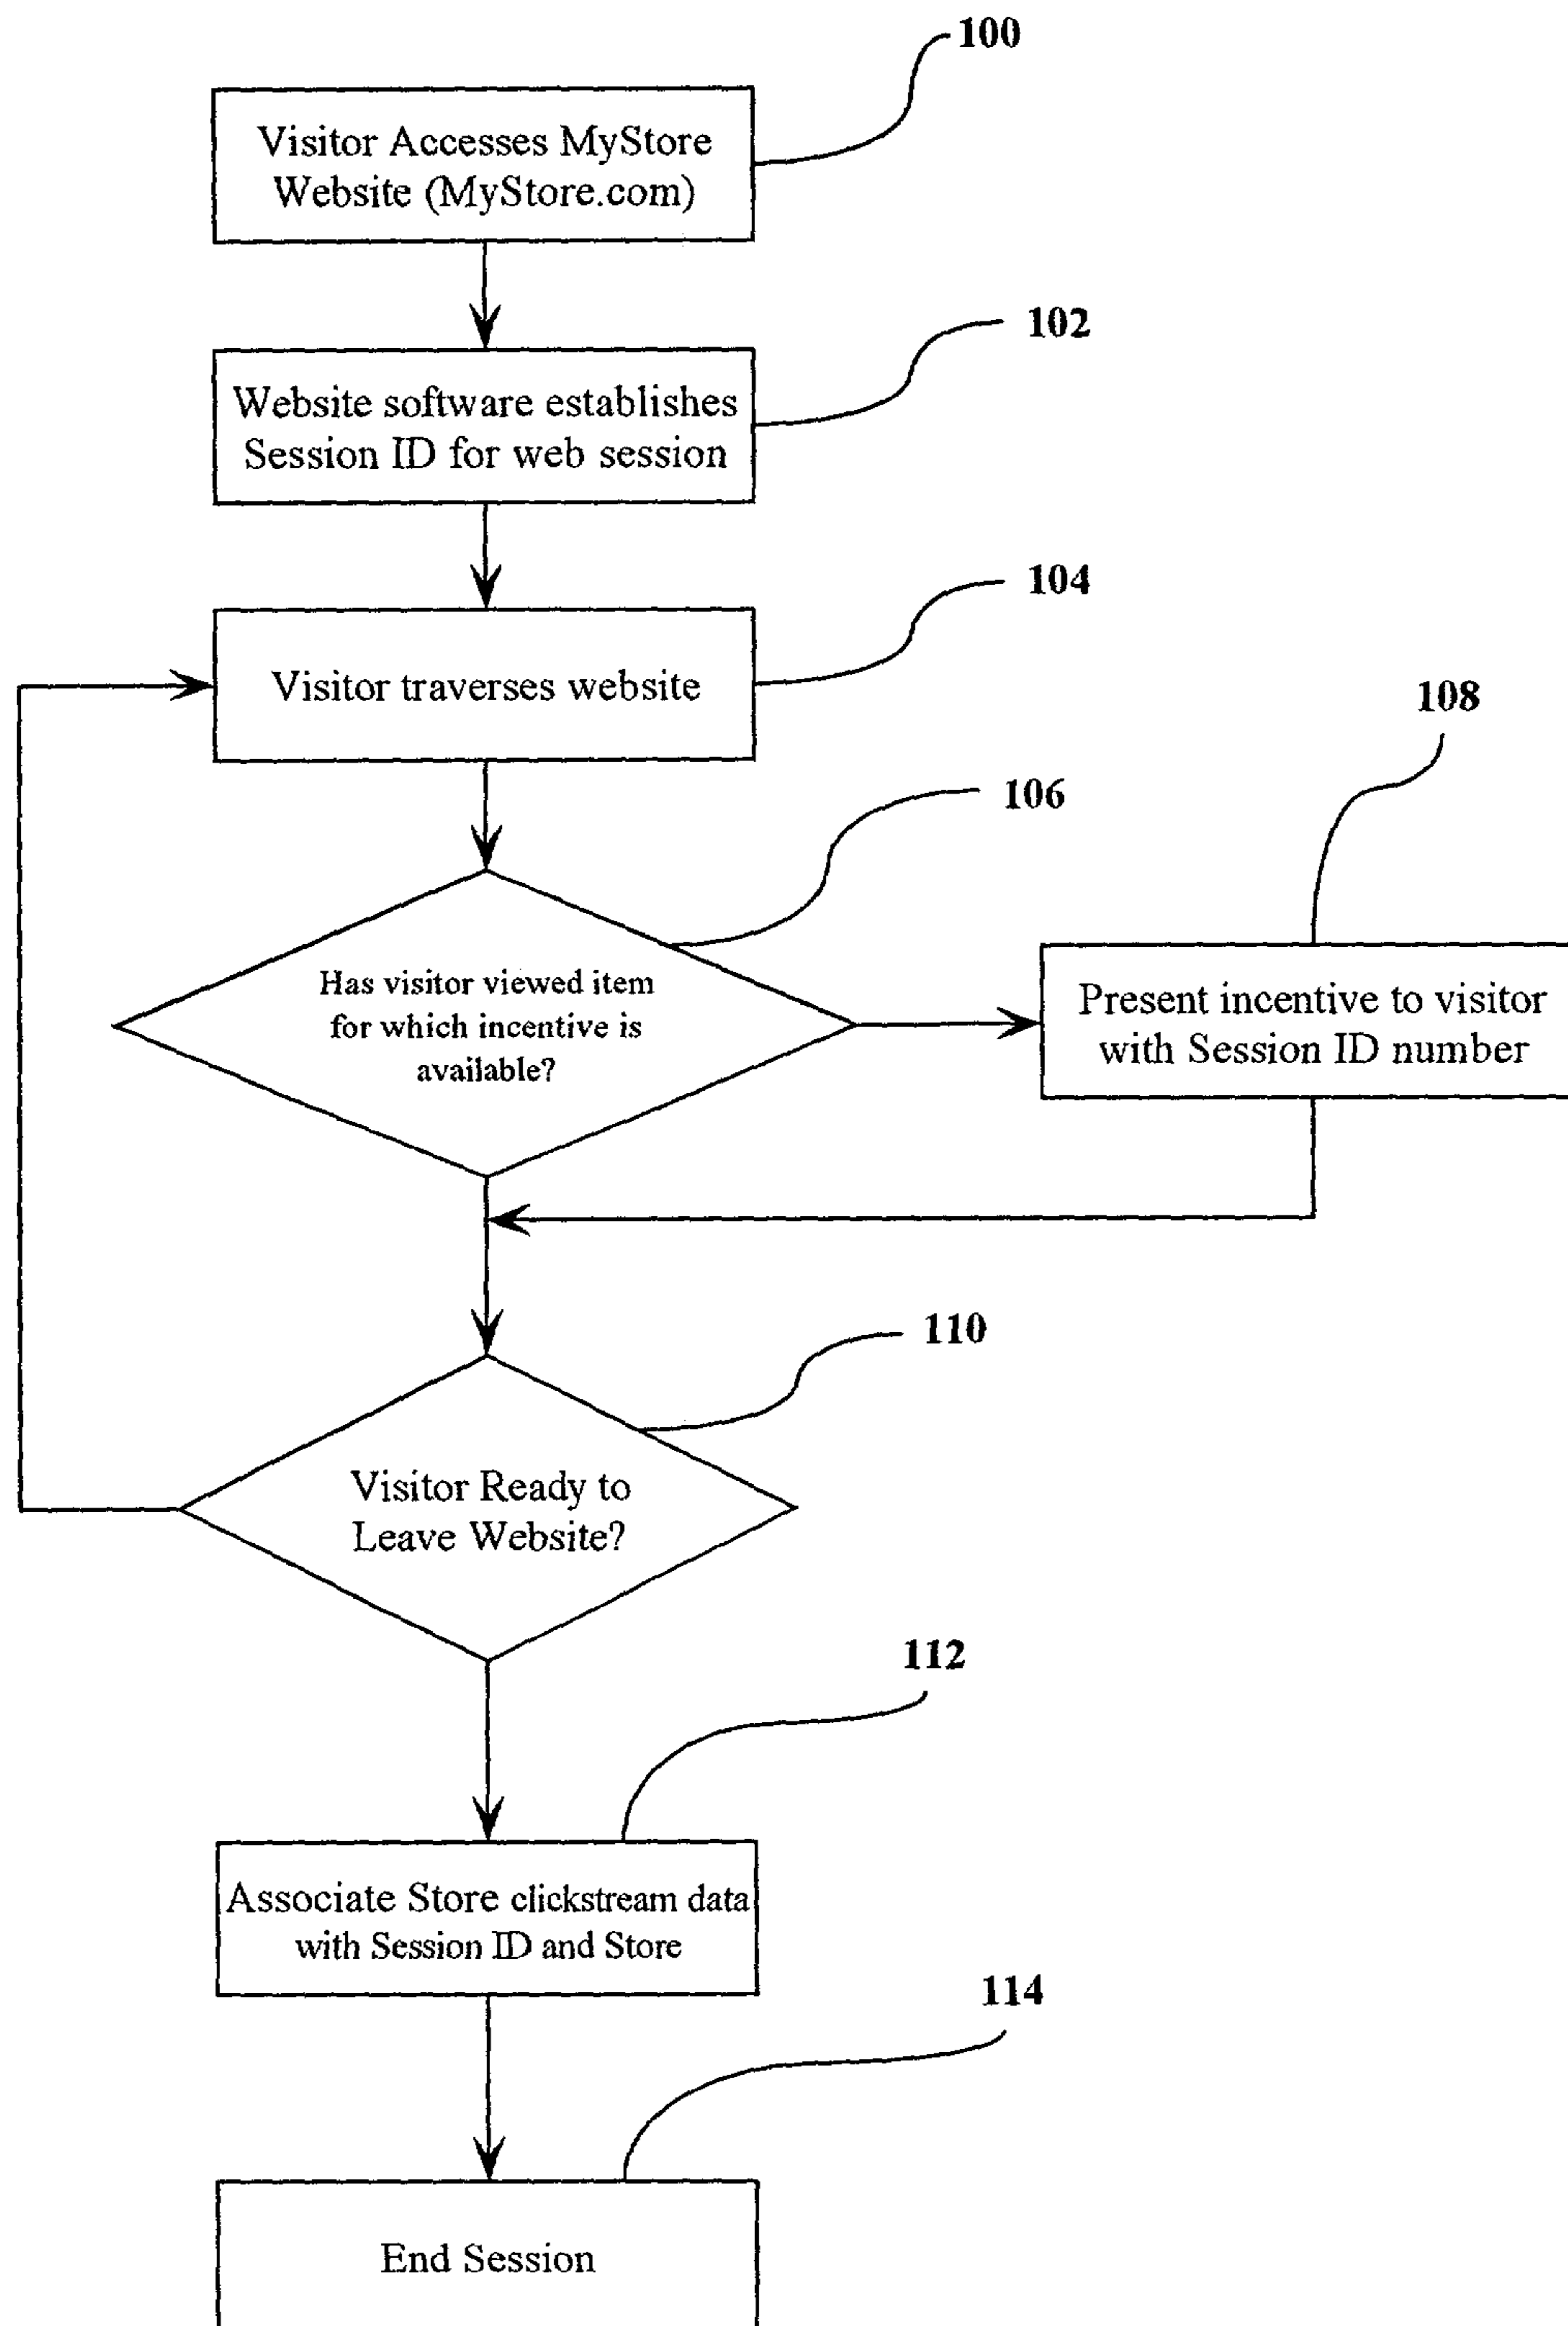 100
Visitor Accesses MyStore
Website (MyStore.com)
102
Website software establishes
Session ID for web session
104
Visitor traverses website
108
106
Has visitor viewed item
for which incentive is
available?
Present incentive to visitor
with Session ID number
110
Visitor Ready to
Leave Website?
112
Associate Store clickstream data
with Session ID and Store
114
End Session